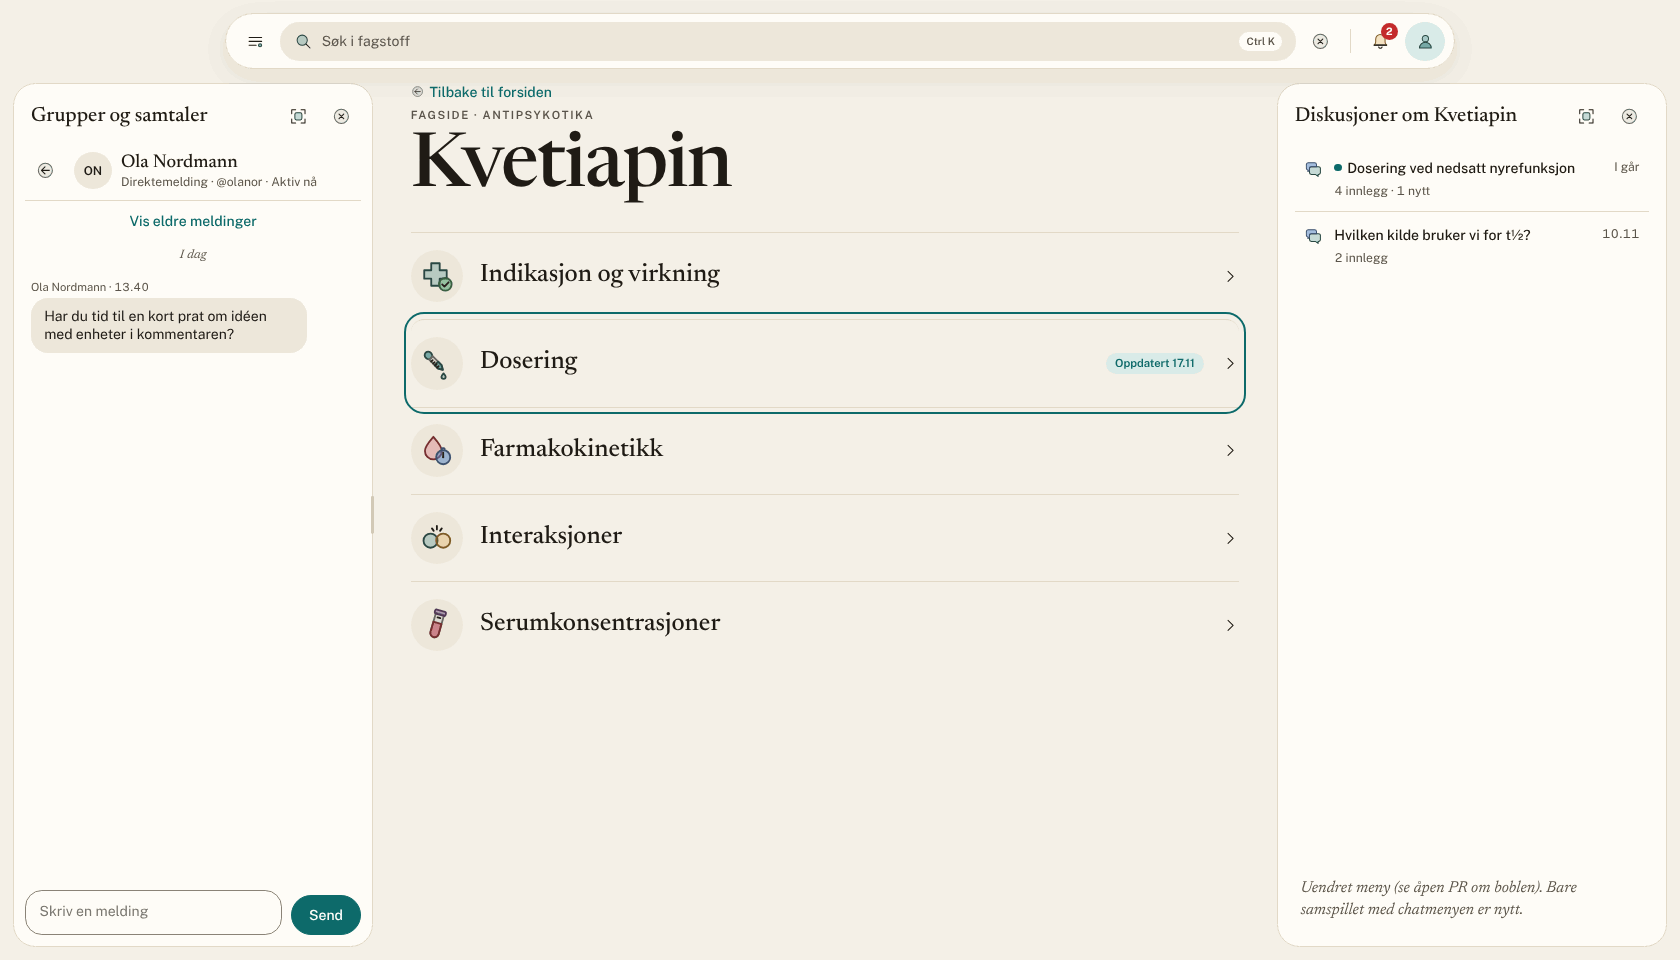 Søk i fagstoff
Ctrl K
2
Grupper og samtaler
ON
Ola Nordmann
Direktemelding · @olanor · Aktiv nå
Vis eldre meldinger
I dag
Ola Nordmann · 13.40
Har du tid til en kort prat om idéen
med enheter i kommentaren?
Skriv en melding
Send
Tilbake til forsiden
FAGSIDE · ANTIPSYKOTIKA
Kvetiapin
Indikasjon og virkning
Dosering
Oppdatert 17.11
Farmakokinetikk
Interaksjoner
Serumkonsentrasjoner
Diskusjoner om Kvetiapin
Dosering ved nedsatt nyrefunksjon
I går
4 innlegg · 1 nytt
Hvilken kilde bruker vi for t½?
10.11
2 innlegg
Uendret meny (se åpen PR om boblen). Bare
samspillet med chatmenyen er nytt.